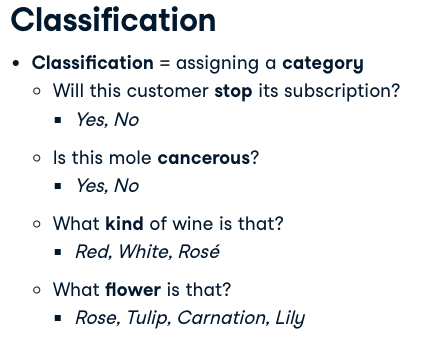 Classification
• Classification = assigning a category
○ Will this customer stop its subscription?
▪ Yes, No
○ Is this mole cancerous?
▪ Yes, No
○ What kind of wine is that?
▪ Red, White, Rosé
○ What flower is that?
▪ Rose, Tulip, Carnation, Lily